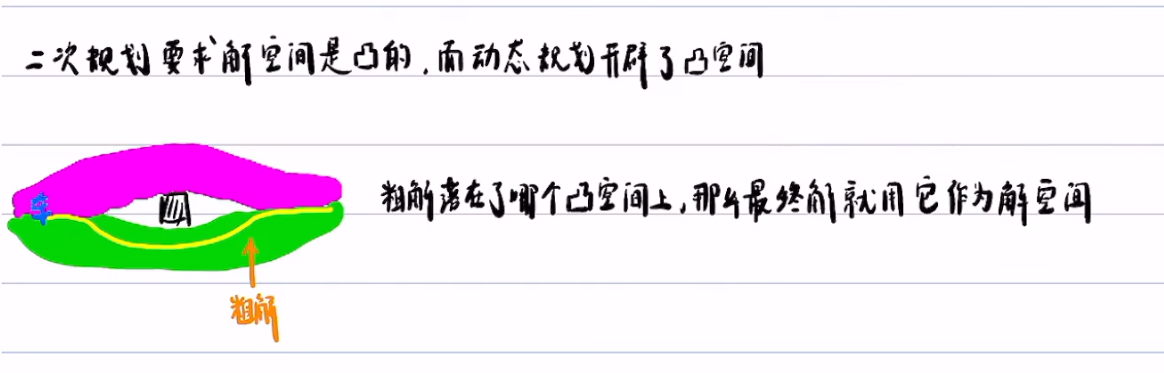 二次规划要求解空间是凸的,而动态规划开辟了凸空间
粗解落在了哪个凸空间上,那么最终解就用它作为解空间
车
粗解